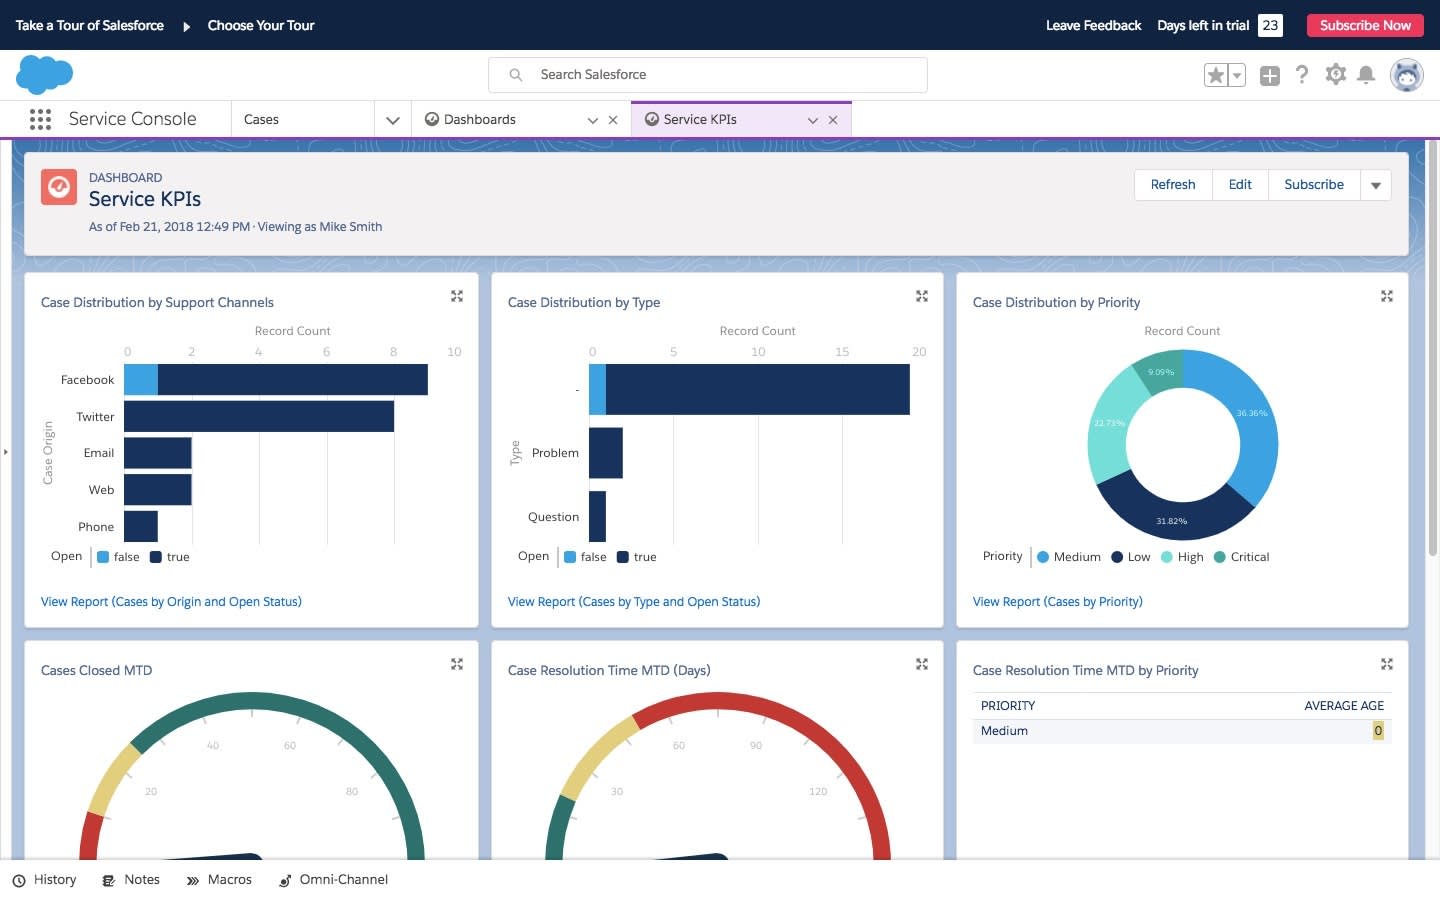 Take a Tour of Salesforce Choose Your Tour Leave Feedback Days left in trial 23 Subscribe Now
Search Salesforce
Service Console Cases Dashboards Service KPIs
DASHBOARD
Service KPIs
As of Feb 21, 2018 12:49 PM·Viewing as Mike Smith
Refresh Edit Subscribe
Case Distribution by Support Channels
Record Count
0 2 4 6 8 10
Case Origin
Facebook
Twitter
Email
Web
Phone
Open false true
View Report (Cases by Origin and Open Status)
Case Distribution by Type
Record Count
0 5 10 15 20
Type
-
Problem
Question
Open false true
View Report (Cases by Type and Open Status)
Case Distribution by Priority
Record Count
9.09%
36.36%
22.73%
31.82%
Priority Medium Low High Critical
View Report (Cases by Priority)
Cases Closed MTD
40 60
20 80
Case Resolution Time MTD (Days)
60 90
30 120
Case Resolution Time MTD by Priority
PRIORITY AVERAGE AGE
Medium 0
History Notes Macros Omni-Channel